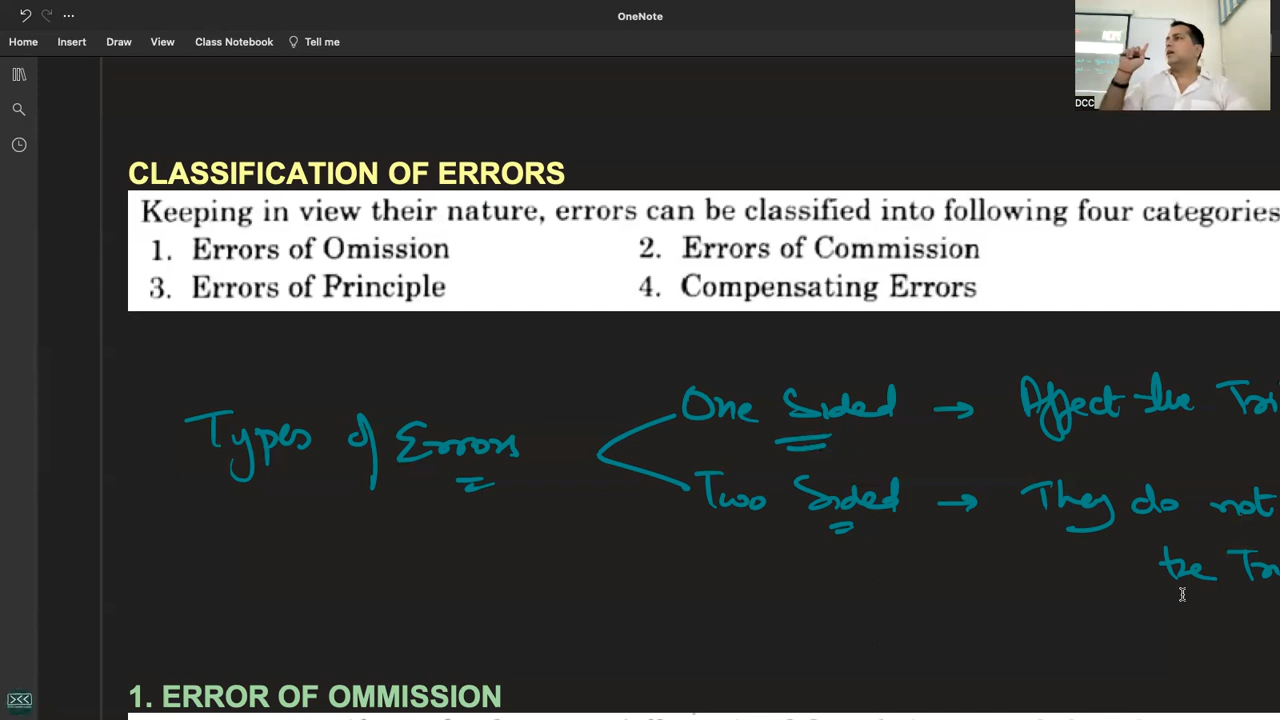 OneNote
Home Insert Draw View Class Notebook Tell me
DCC
CLASSIFICATION OF ERRORS
Keeping in view their nature, errors can be classified into following four categories
1. Errors of Omission 2. Errors of Commission
3. Errors of Principle 4. Compensating Errors
One Sided → Affect the
Types of Errors
Two Sided → They do not
the
1. ERROR OF OMMISSION